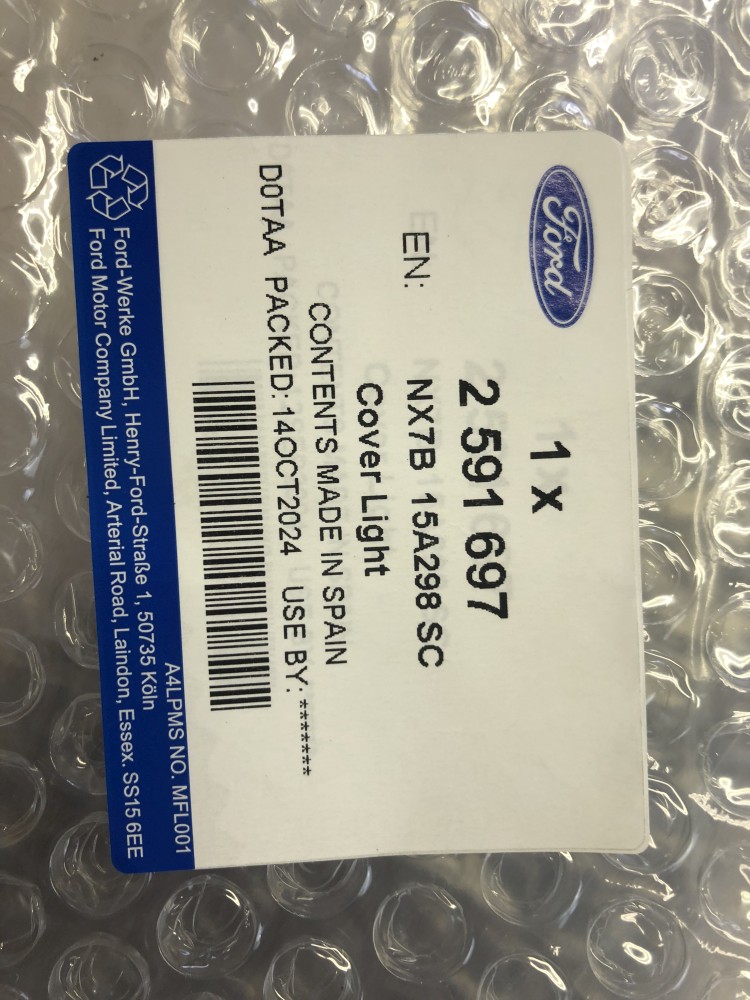 Ford
1 x
2 591 697
EN: NX7B 15A298 SC
Cover Light
CONTENTS MADE IN SPAIN
D0TAA PACKED: 14OCT2024 USE BY: *******
A4LPMS NO. MFL001
Ford-Werke GmbH, Henry-Ford-Straße 1, 50735 Köln
Ford Motor Company Limited, Arterial Road, Laindon, Essex. SS15 6EE